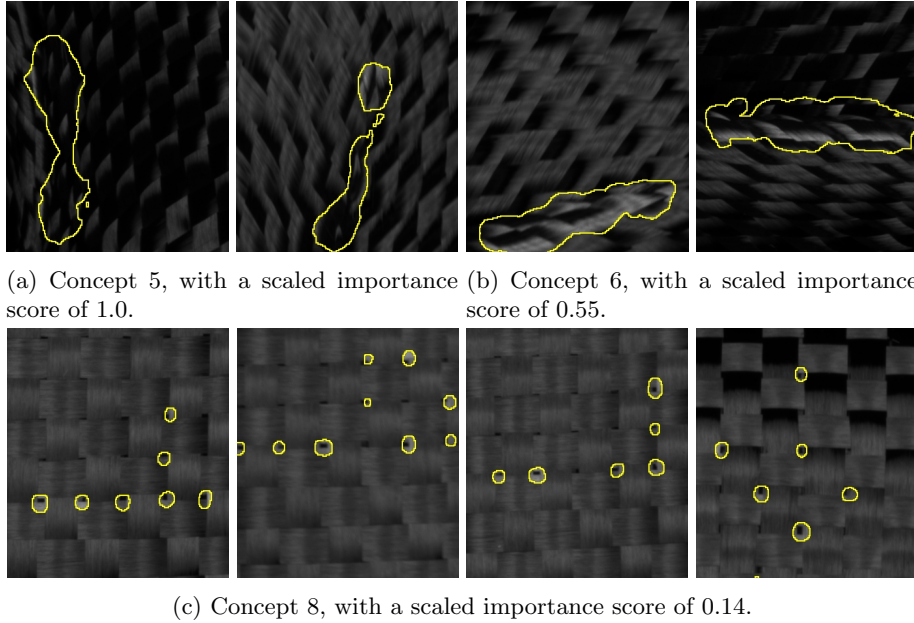 (a) Concept 5, with a scaled importance
score of 1.0.
(b) Concept 6, with a scaled importance
score of 0.55.
(c) Concept 8, with a scaled importance score of 0.14.